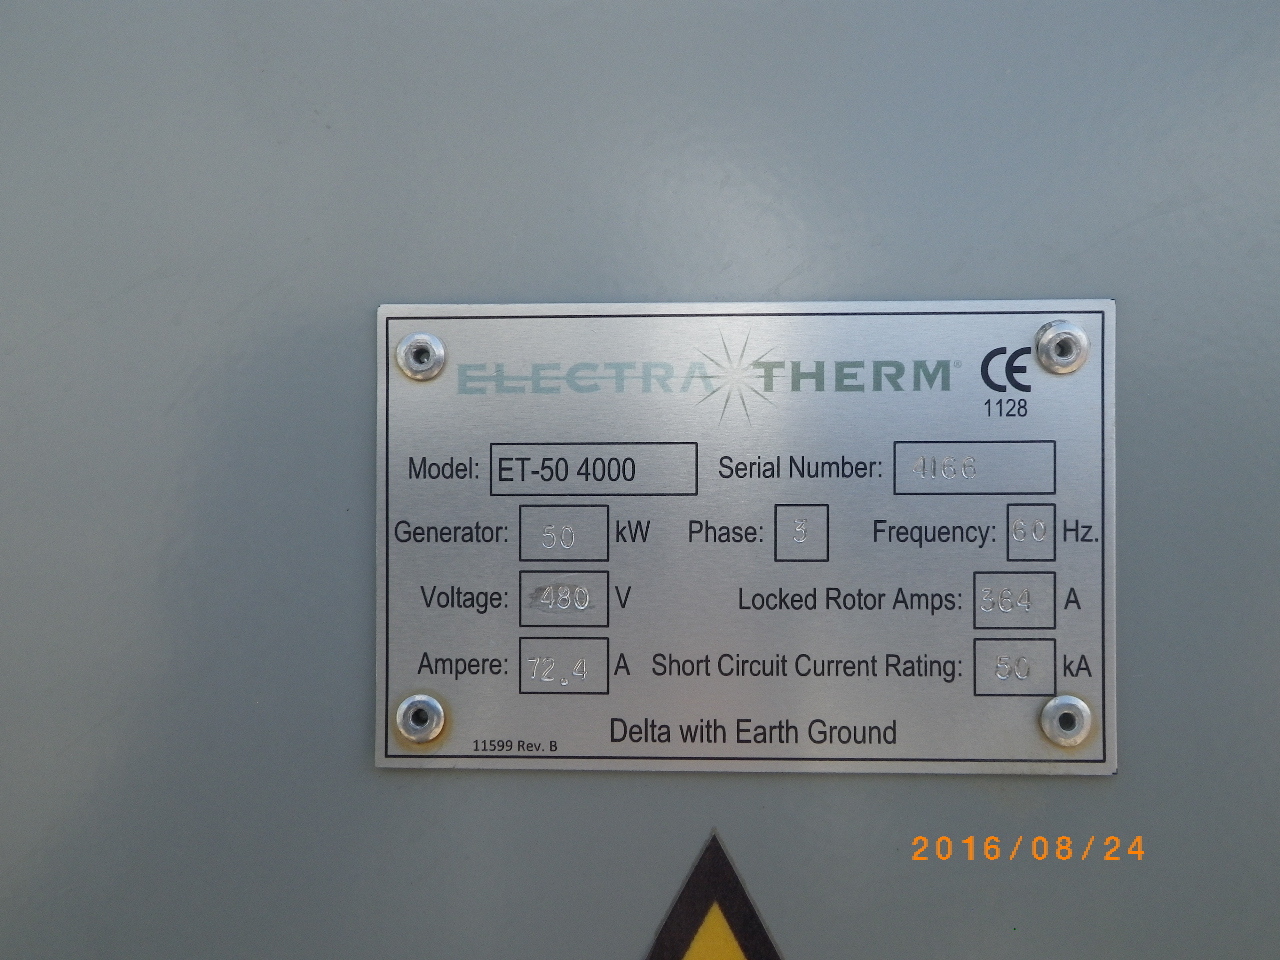 ELECTRA THERM® CE
1128
Model: ET-50 4000 Serial Number: 4166
Generator: 50 kW Phase: 3 Frequency: 60 Hz.
Voltage: 480 V Locked Rotor Amps: 364 A
Ampere: 72.4 A Short Circuit Current Rating: 50 kA
11599 Rev. B Delta with Earth Ground
2016/08/24